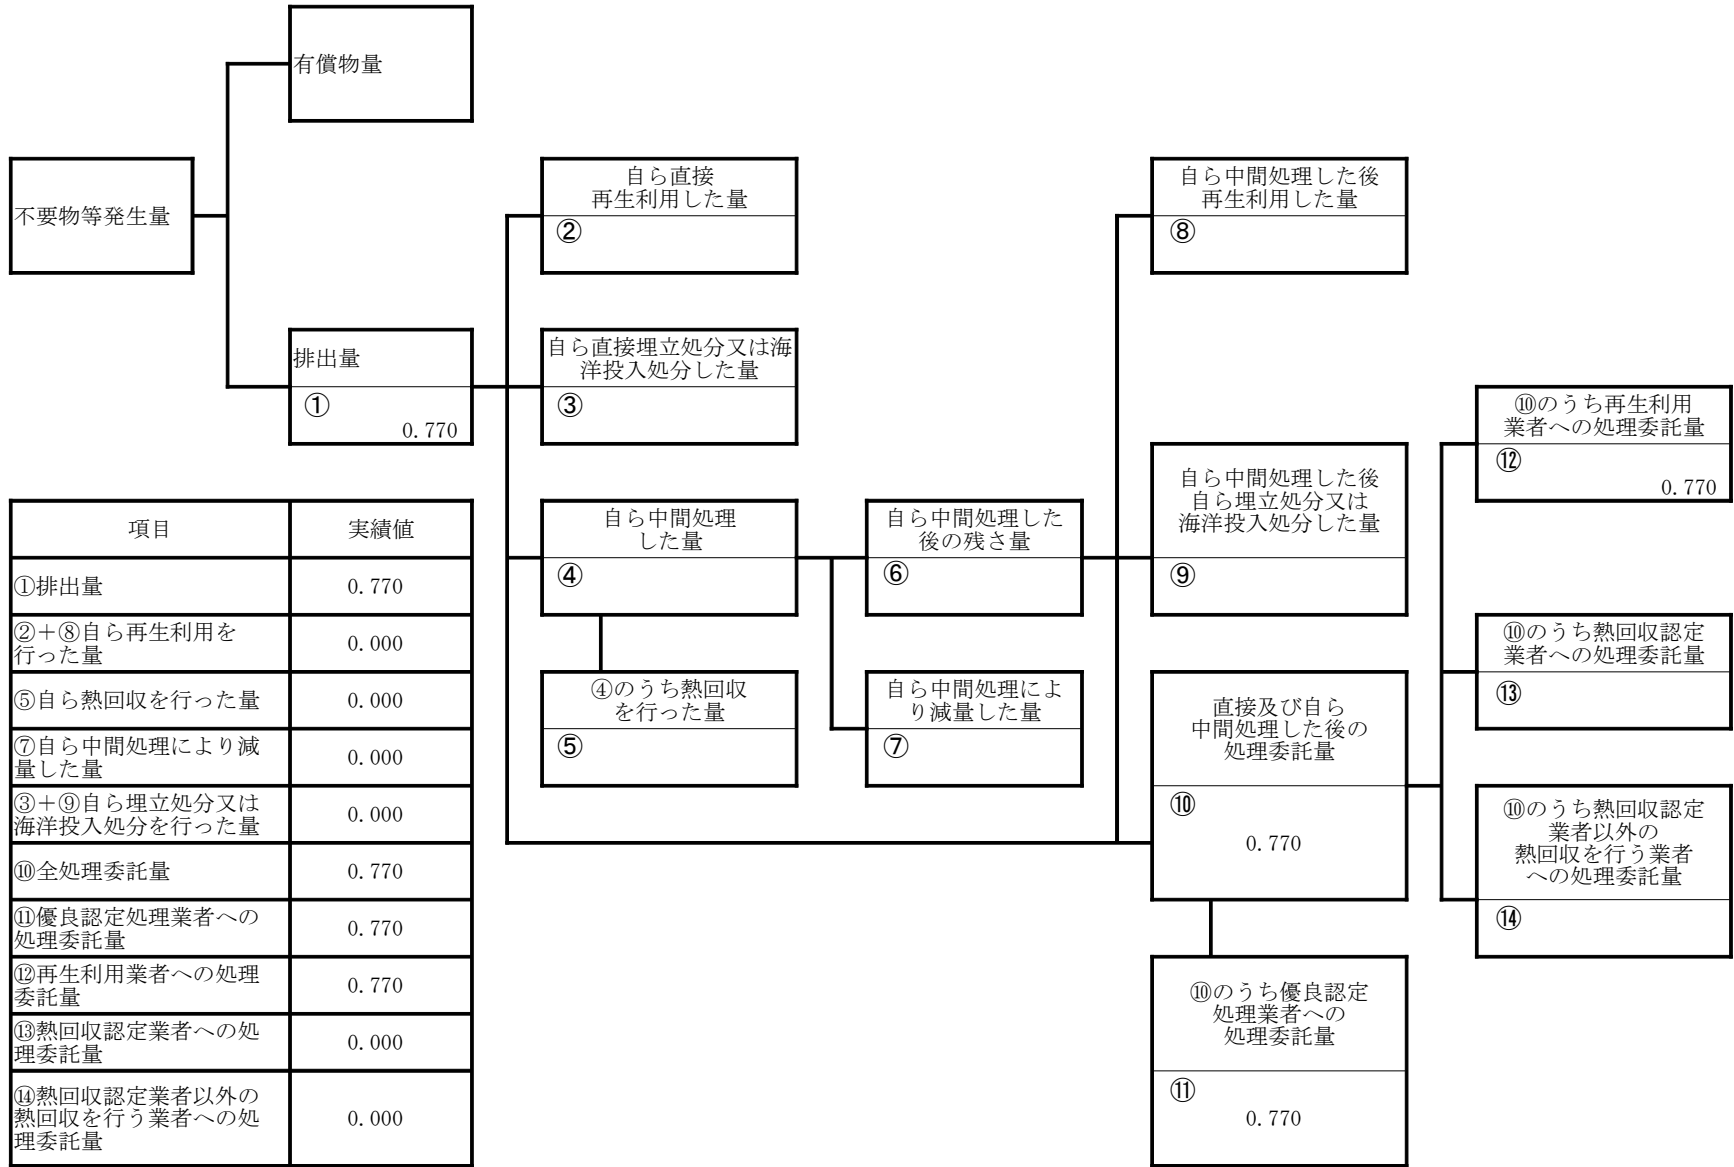 有償物量
不要物等発生量
自ら直接
再生利用した量
②
自ら中間処理した後
再生利用した量
⑧
排出量
①
0.770
自ら直接埋立処分又は海
洋投入処分した量
③
⑩のうち再生利用
業者への処理委託量
⑫
0.770
自ら中間処理
した量
④
自ら中間処理した
後の残さ量
⑥
自ら中間処理した後
自ら埋立処分又は
海洋投入処分した量
⑨
④のうち熱回収
を行った量
⑤
自ら中間処理によ
り減量した量
⑦
直接及び自ら
中間処理した後の
処理委託量
⑩
0.770
⑩のうち熱回収認定
業者への処理委託量
⑬
⑩のうち熱回収認定
業者以外の
熱回収を行う業者
への処理委託量
⑭
⑩のうち優良認定
処理業者への
処理委託量
⑪
0.770
項目 実績値
①排出量 0.770
②+⑧自ら再生利用を
行った量 0.000
⑤自ら熱回収を行った量 0.000
⑦自ら中間処理により減
量した量 0.000
③+⑨自ら埋立処分又は
海洋投入処分を行った量 0.000
⑩全処理委託量 0.770
⑪優良認定処理業者への
処理委託量 0.770
⑫再生利用業者への処理
委託量 0.770
⑬熱回収認定業者への処
理委託量 0.000
⑭熱回収認定業者以外の
熱回収を行う業者への処
理委託量 0.000